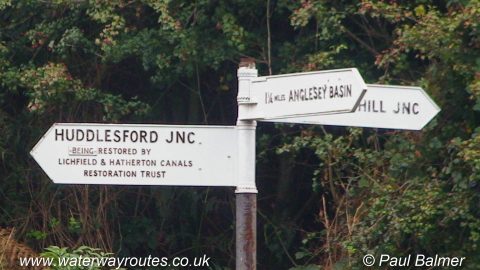 HUDDLESFORD JNC
-BEING- RESTORED BY
LICHFIELD & HATHERTON CANALS
RESTORATION TRUST
1¼ MILES ANGLESEY BASIN
HILL JNC
www.waterwayroutes.co.uk
© Paul Balmer